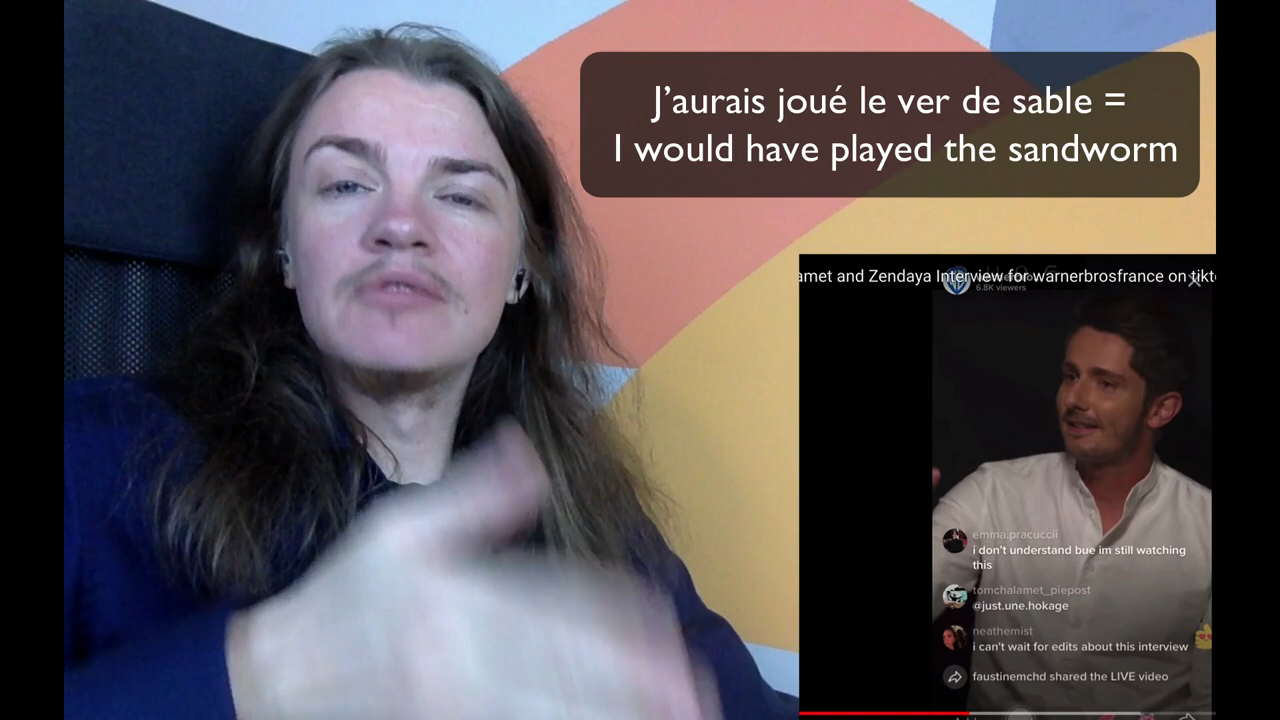 J'aurais joué le ver de sable =
I would have played the sandworm
amet and Zendaya Interview for warnerbrosfrance on tikt
6.8K viewers
emma.pracuccii
i don't understand bue im still watching
this
tomchalamet_piepost
@just.une.hokage
neathemist
i can't wait for edits about this interview
faustinemchd shared the LIVE video